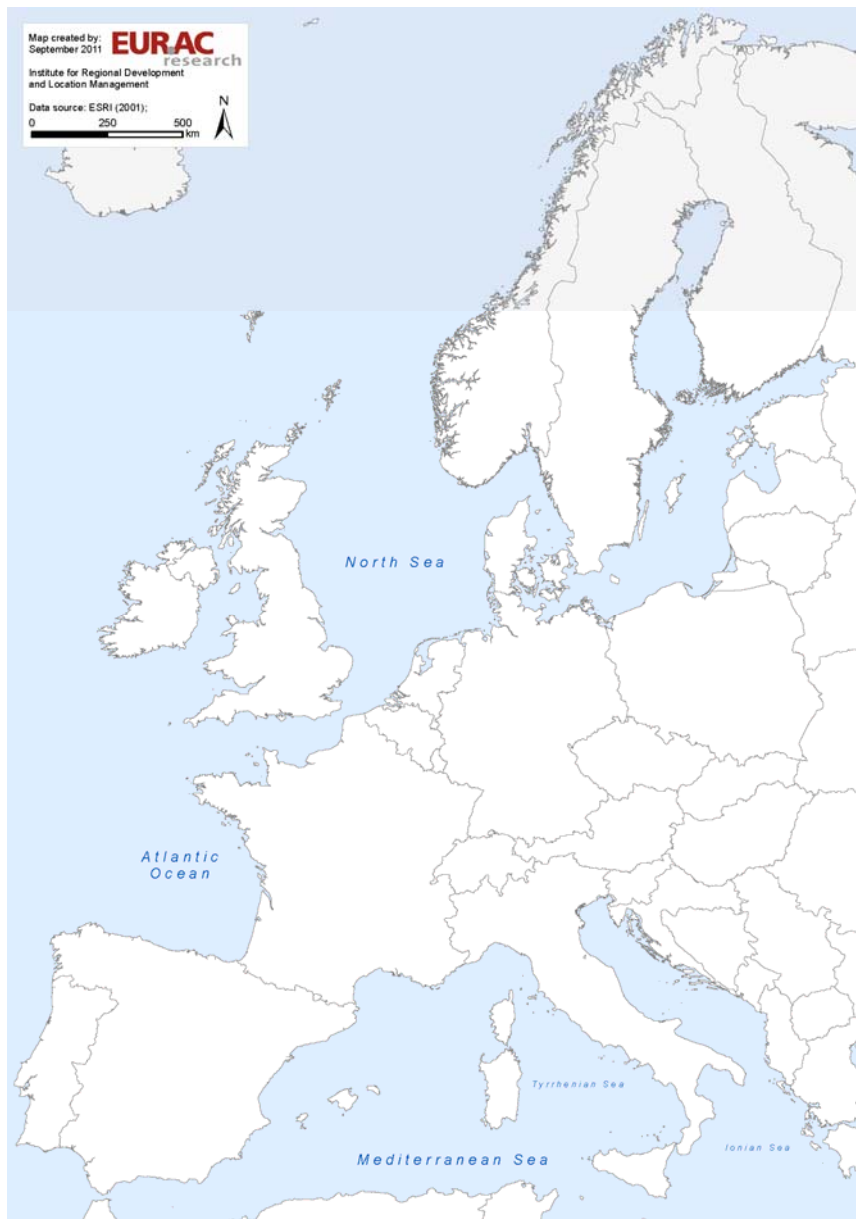 Map created by:
September 2011
EURAC
research
Institute for Regional Development
and Location Management
Data source: ESRI (2001);
N
0 250 500
km
North Sea
Atlantic
Ocean
Tyrrhenian Sea
Ionian Sea
Mediterranean Sea